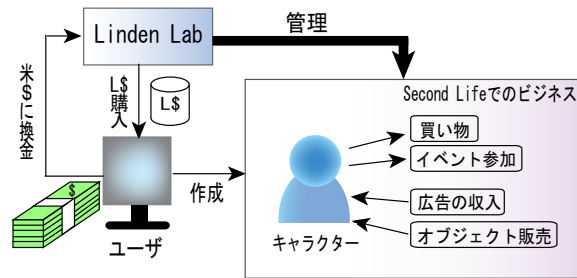 Linden Lab
管理
米$に換金
L$購入
L$
Second Lifeでのビジネス
買い物
イベント参加
広告の収入
オブジェクト販売
$
作成
ユーザ
キャラクター